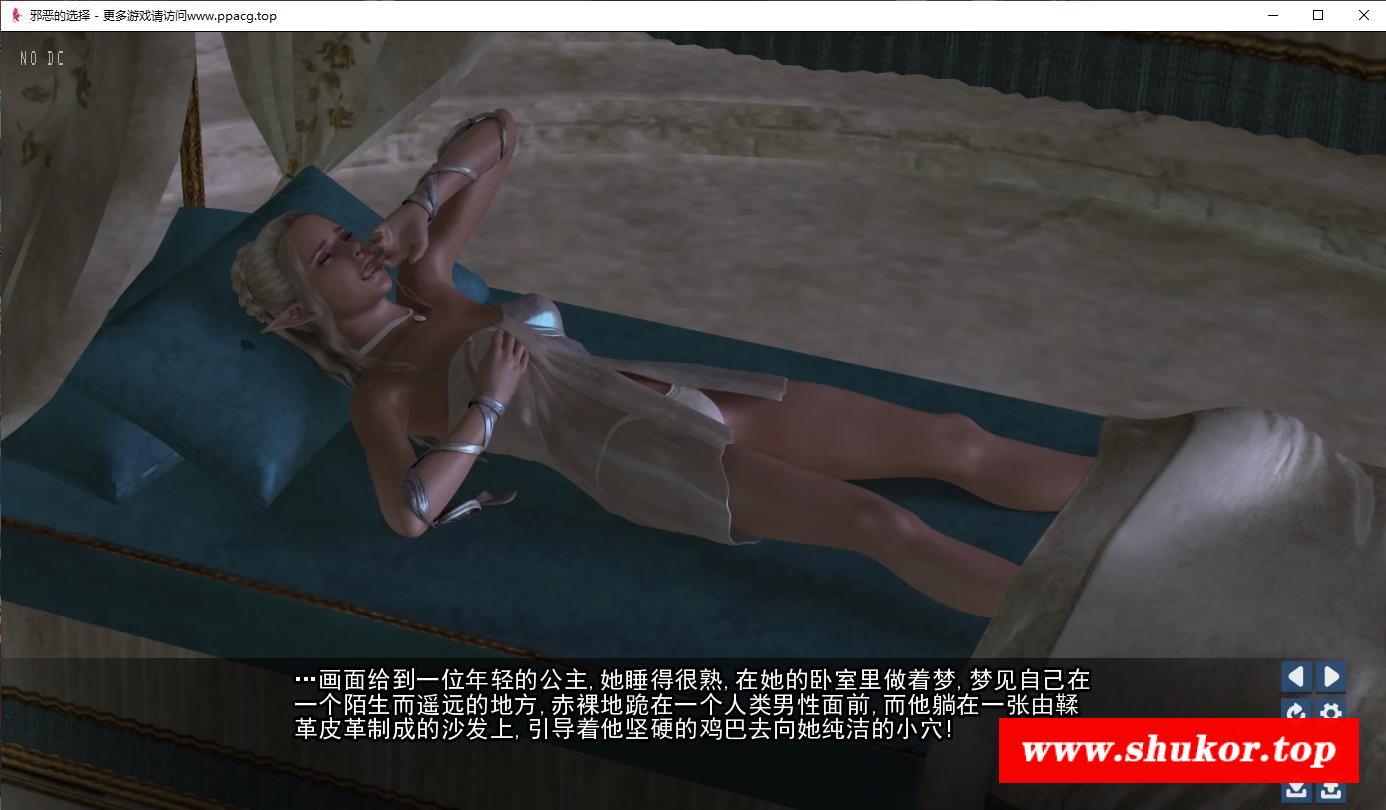 邪恶的选择 - 更多游戏请访问www.ppacg.top
NO DC
…画面给到一位年轻的公主,她睡得很熟,在她的卧室里做着梦,梦见自己在
一个陌生而遥远的地方,赤裸地跪在一个人类男性面前,而他躺在一张由鞣
革皮革制成的沙发上,引导着他坚硬的鸡巴去向她纯洁的小穴!
www.shukor.top